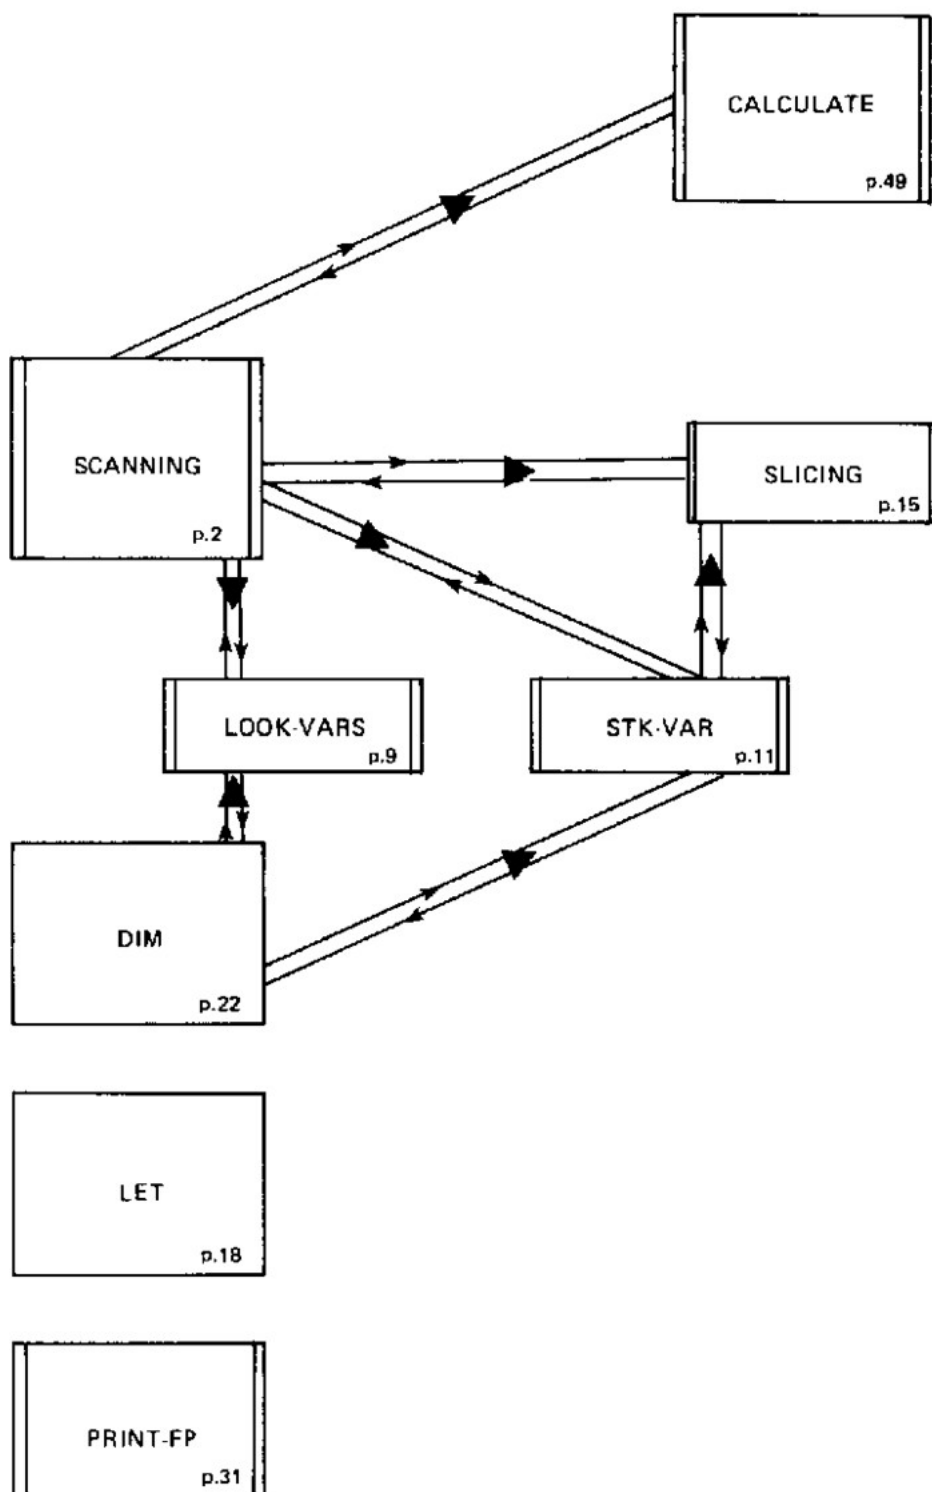 CALCULATE
p.49
SCANNING
p.2
SLICING
p.15
LOOK-VARS
p.9
STK-VAR
p.11
DIM
p.22
LET
p.18
PRINT-FP
p.31